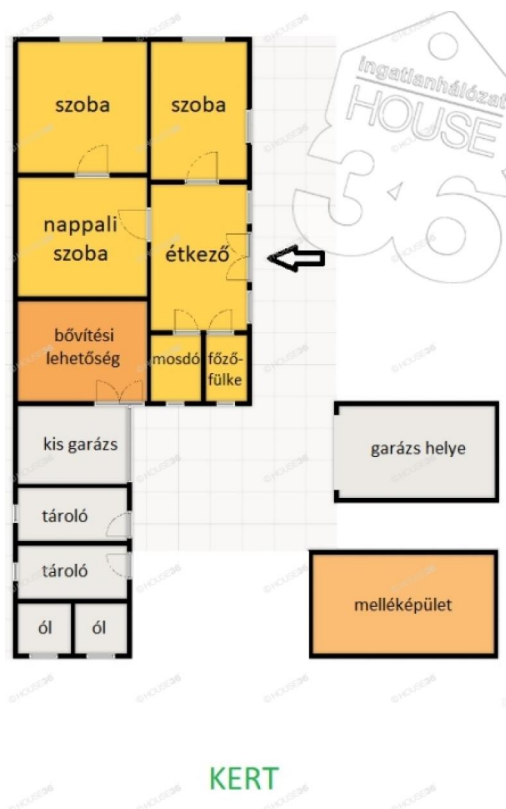 ingatlanhálózat
HOUSE
36
szoba
szoba
nappali
szoba
étkező
bővítési
lehetőség
mosdó
főző-
fülke
kis garázs
garázs helye
tároló
tároló
melléképület
ól
ól
KERT
©HOUSE36